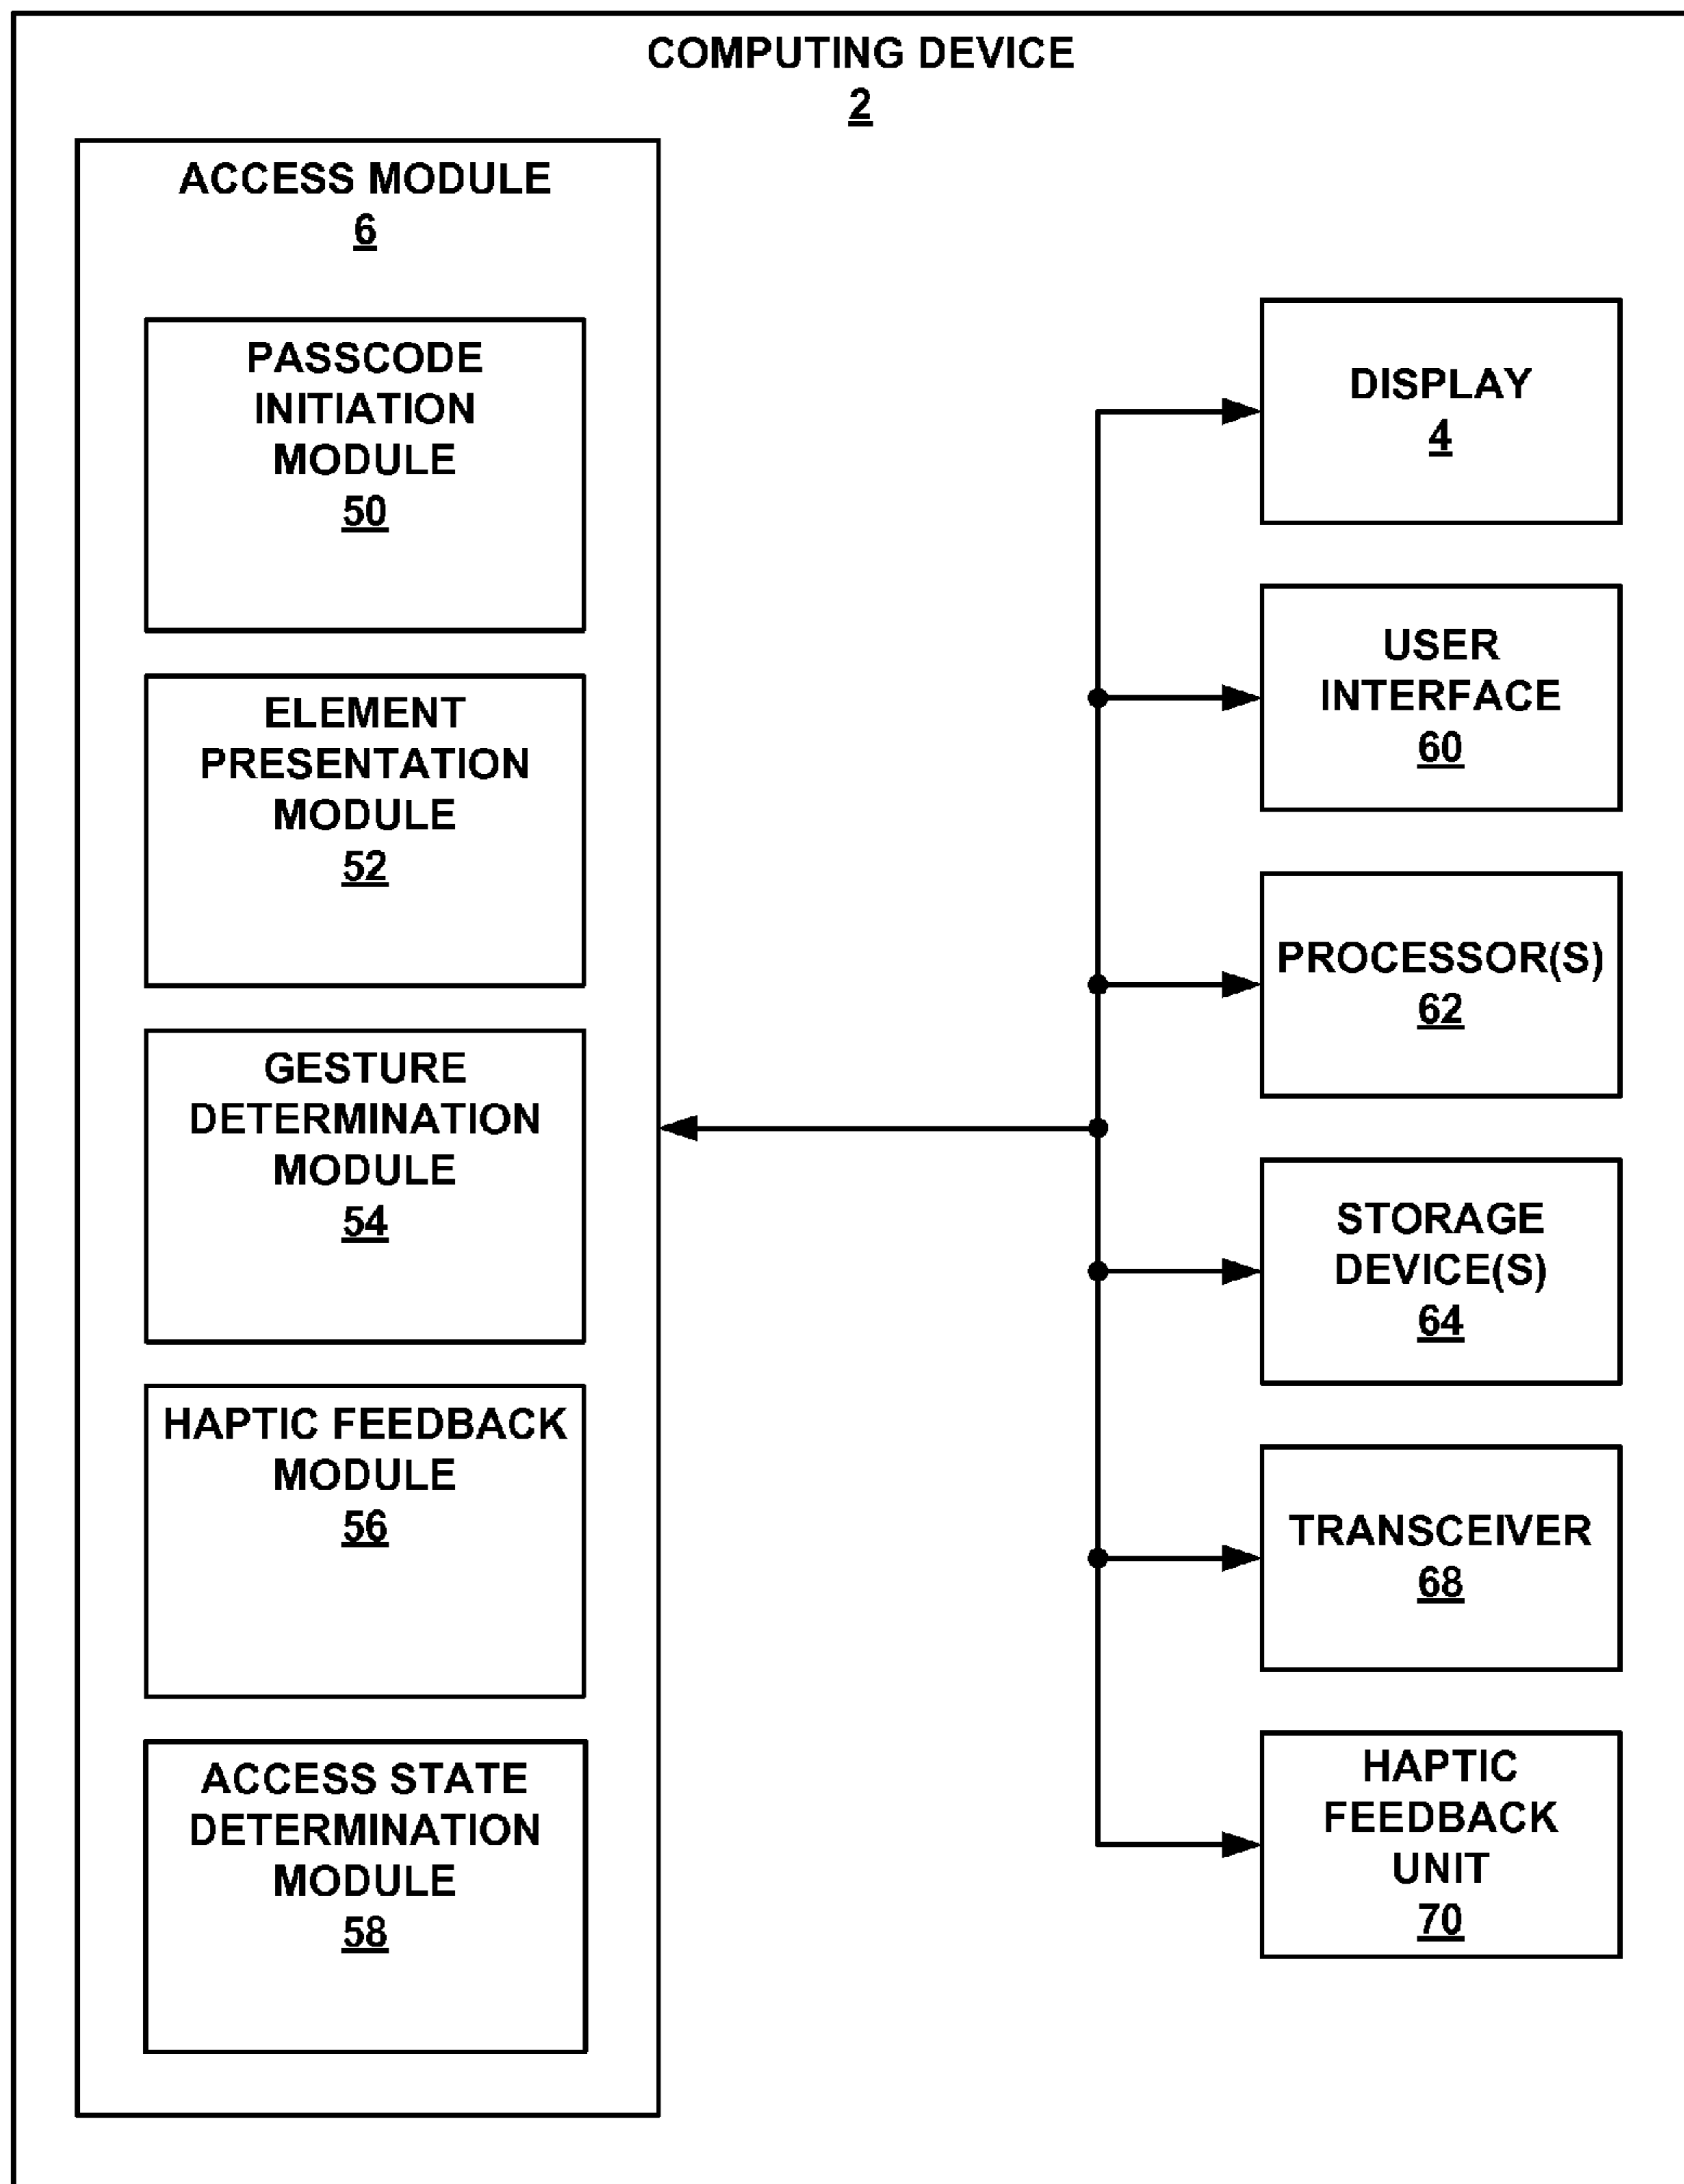 COMPUTING DEVICE
2
ACCESS MODULE
6
PASSCODE
INITIATION
MODULE
50
ELEMENT
PRESENTATION
MODULE
52
GESTURE
DETERMINATION
MODULE
54
HAPTIC FEEDBACK
MODULE
56
ACCESS STATE
DETERMINATION
MODULE
58
DISPLAY
4
USER
INTERFACE
60
PROCESSOR(S)
62
STORAGE
DEVICE(S)
64
TRANSCEIVER
68
HAPTIC
FEEDBACK
UNIT
70